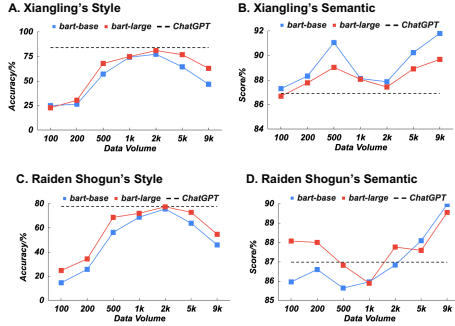 A. Xiangling's Style
bart-base bart-large ChatGPT
100
75
50
25
0
Accuracy/%
100 200 500 1k 2k 5k 9k
Data Volume
B. Xiangling's Semantic
bart-base bart-large ChatGPT
92
90
88
86
84
Score/%
100 200 500 1k 2k 5k 9k
Data Volume
C. Raiden Shogun's Style
bart-base bart-large ChatGPT
80
60
40
20
0
Accuracy/%
100 200 500 1k 2k 5k 9k
Data Volume
D. Raiden Shogun's Semantic
bart-base bart-large ChatGPT
90
89
88
87
86
85
Score/%
100 200 500 1k 2k 5k 9k
Data Volume